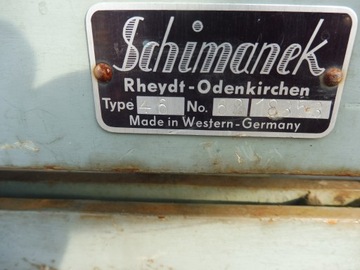 Schimanek
Rheydt-Odenkirchen
Type No.
Made in Western-Germany